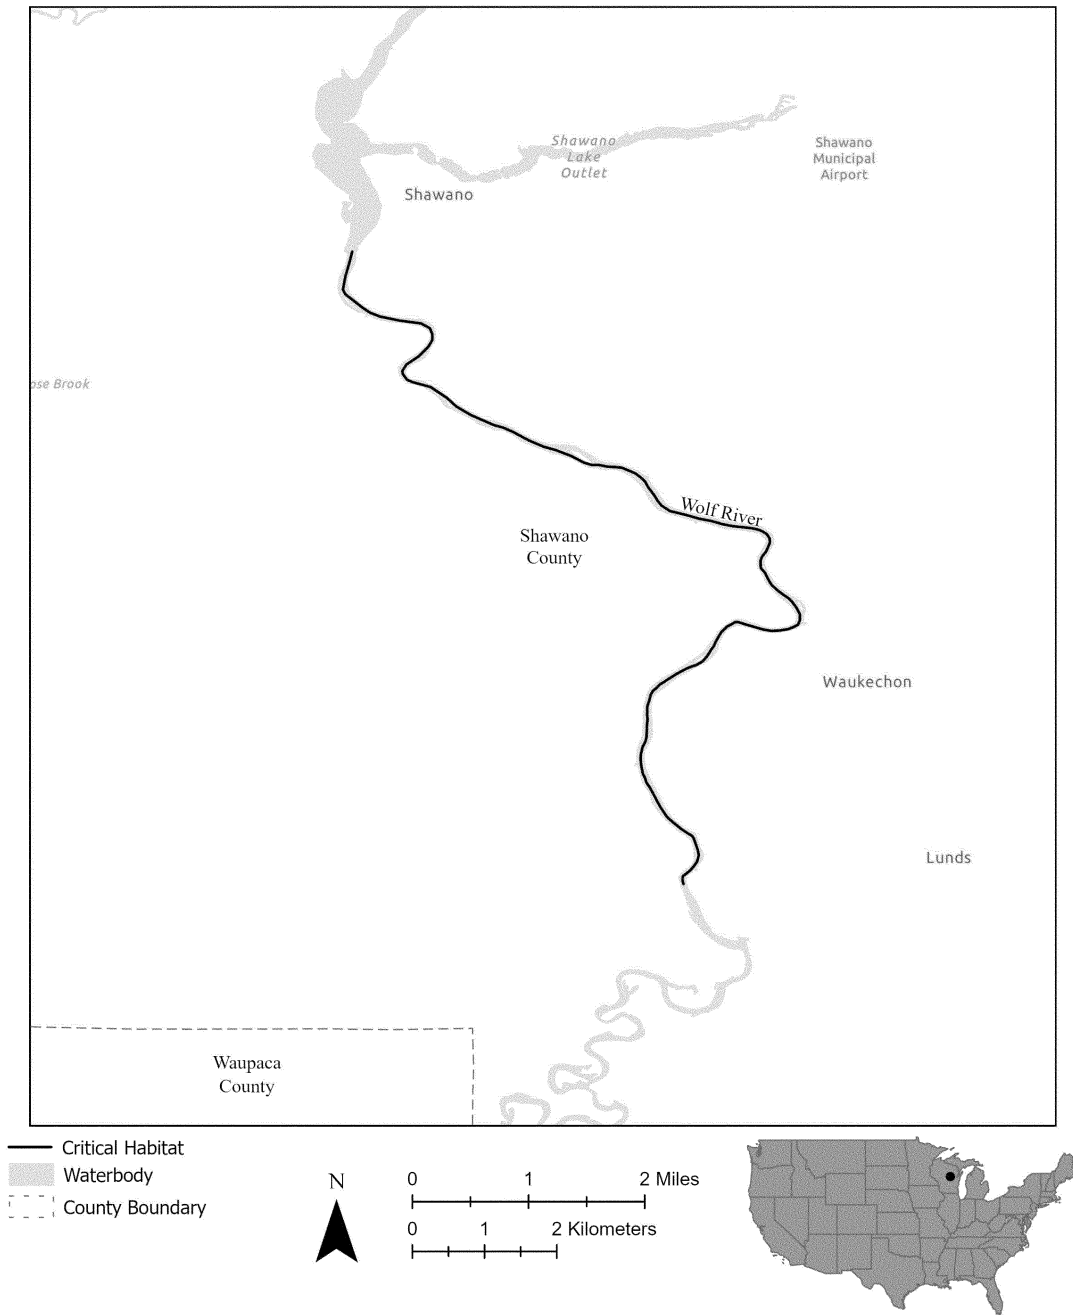 Shawano
Lake
Outlet
Shawano
Municipal
Airport
Shawano
ose Brook
Wolf River
Shawano
County
Waukechon
Lunds
Waupaca
County
Critical Habitat
Waterbody
County Boundary
N
0 1 2 Miles
0 1 2 Kilometers